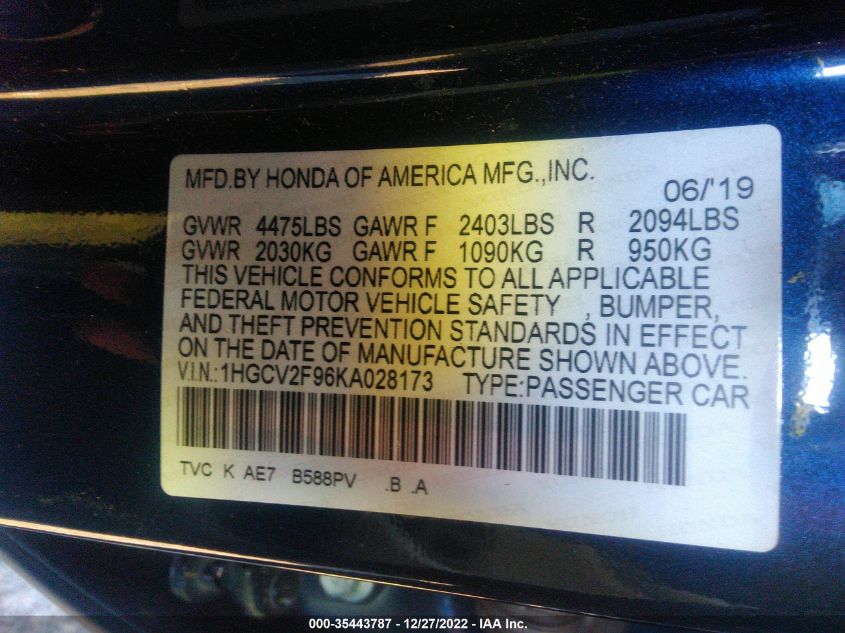 MFD.BY HONDA OF AMERICA MFG.,INC.
06/'19
GVWR 4475LBS GAWR F 2403LBS R 2094LBS
GVWR 2030KG GAWR F 1090KG R 950KG
THIS VEHICLE CONFORMS TO ALL APPLICABLE
FEDERAL MOTOR VEHICLE SAFETY , BUMPER,
AND THEFT PREVENTION STANDARDS IN EFFECT
ON THE DATE OF MANUFACTURE SHOWN ABOVE.
V.I.N.:1HGCV2F96KA028173 TYPE:PASSENGER CAR
TVC K AE7 B588PV .B .A
000-35443787 - 12/27/2022 - IAA Inc.